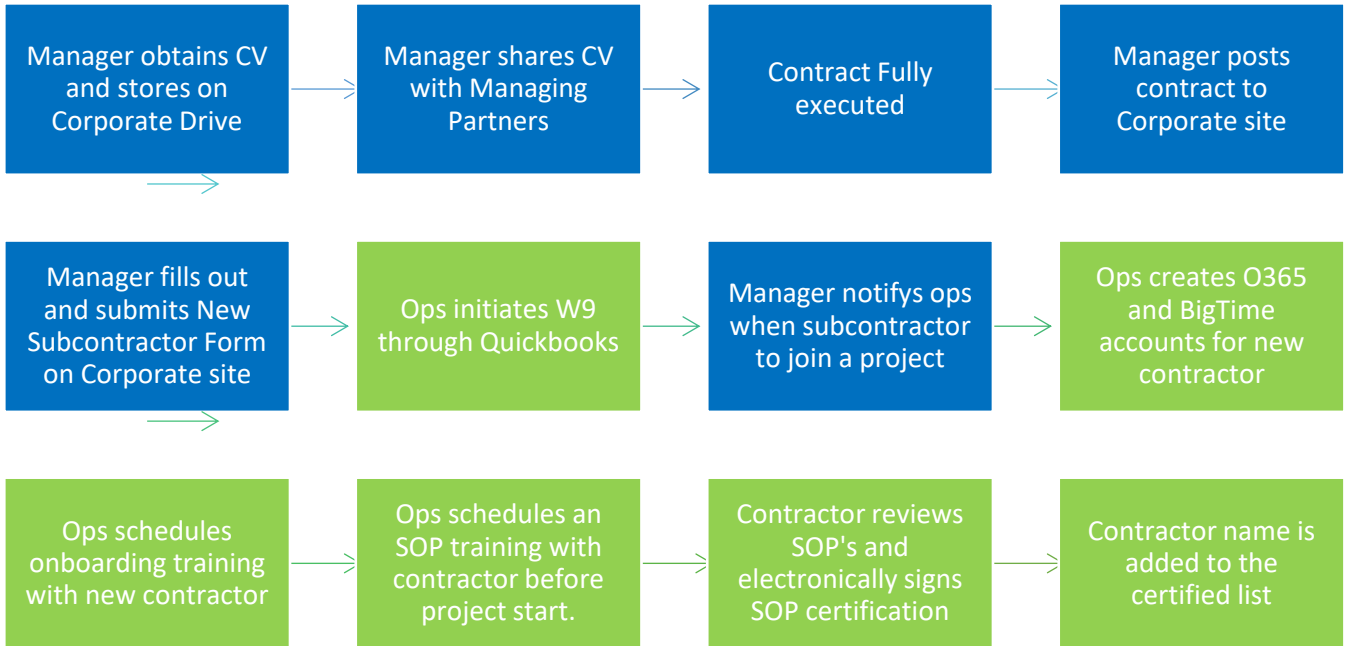 Manager obtains CV
and stores on
Corporate Drive
Manager shares CV
with Managing
Partners
Contract Fully
executed
Manager posts
contract to
Corporate site
Manager fills out
and submits New
Subcontractor Form
on Corporate site
Ops initiates W9
through Quickbooks
Manager notifys ops
when subcontractor
to join a project
Ops creates O365
and BigTime
accounts for new
contractor
Ops schedules
onboarding training
with new contractor
Ops schedules an
SOP training with
contractor before
project start.
Contractor reviews
SOP's and
electronically signs
SOP certification
Contractor name is
added to the
certified list